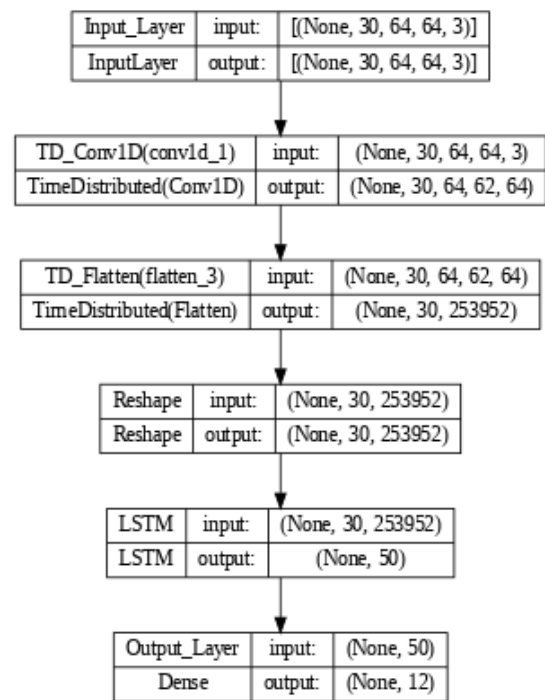 Input_Layer input: [(None, 30, 64, 64, 3)]
InputLayer output: [(None, 30, 64, 64, 3)]
TD_Conv1D(conv1d_1) input: (None, 30, 64, 64, 3)
TimeDistributed(Conv1D) output: (None, 30, 64, 62, 64)
TD_Flatten(flatten_3) input: (None, 30, 64, 62, 64)
TimeDistributed(Flatten) output: (None, 30, 253952)
Reshape input: (None, 30, 253952)
Reshape output: (None, 30, 253952)
LSTM input: (None, 30, 253952)
LSTM output: (None, 50)
Output_Layer input: (None, 50)
Dense output: (None, 12)